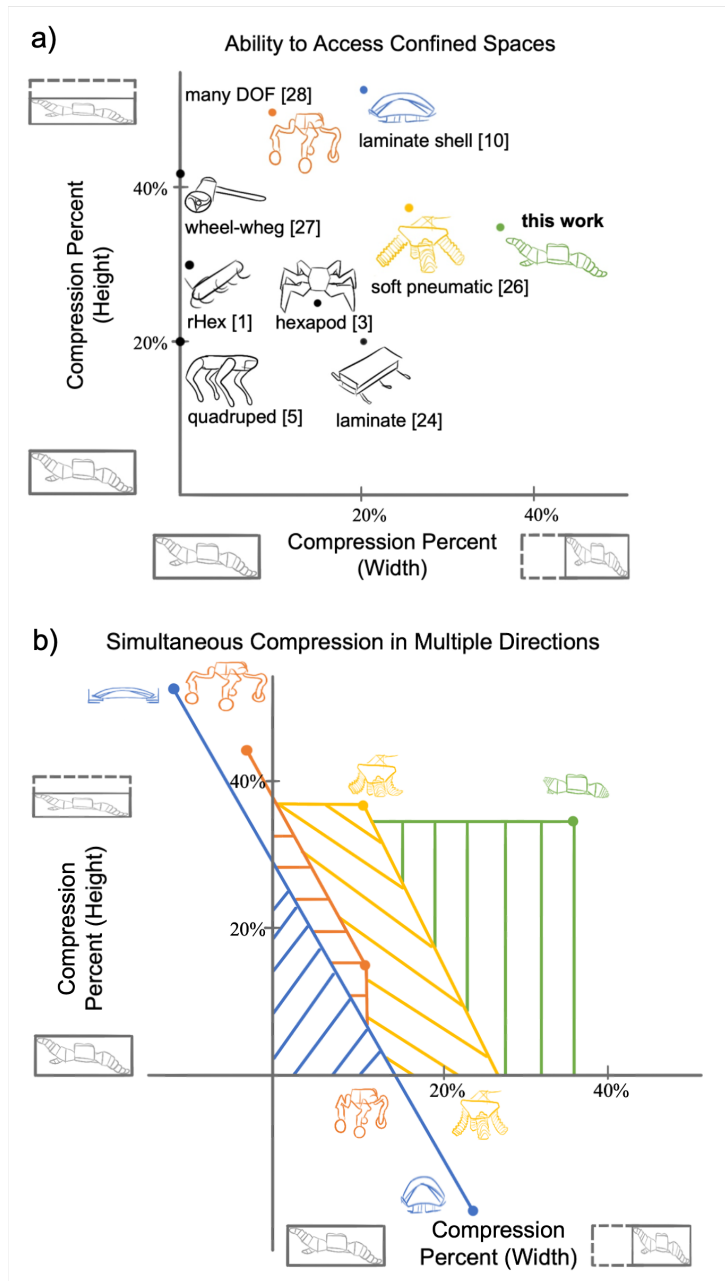 a)
Ability to Access Confined Spaces
many DOF [28]
laminate shell [10]
Compression Percent
(Height)
40%
wheel-wheg [27]
this work
soft pneumatic [26]
rHex [1]
hexapod [3]
20%
quadruped [5]
laminate [24]
20%
40%
Compression Percent
(Width)
b)
Simultaneous Compression in Multiple Directions
40%
Compression
Percent (Height)
20%
20%
40%
Compression
Percent (Width)